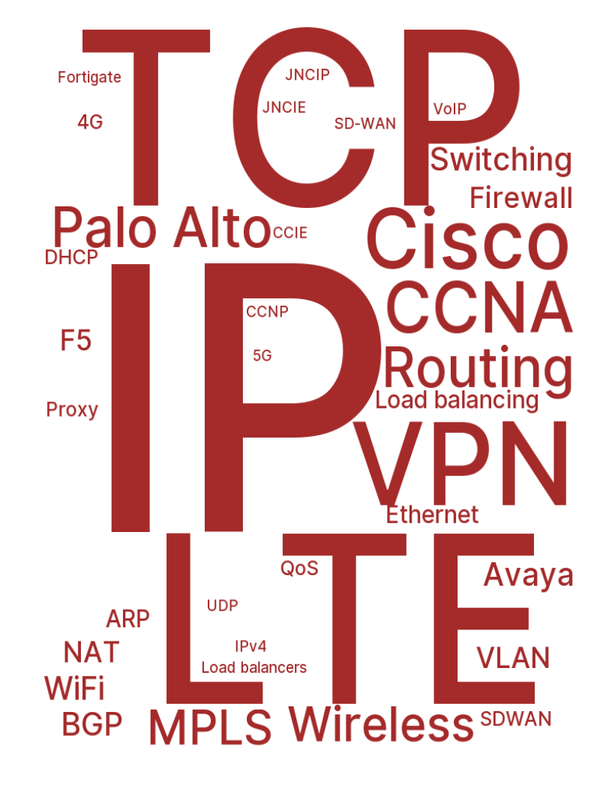 TCP
Fortigate
JNCIP
4G
JNCIE
SD-WAN
VoIP
Switching
Firewall
Palo Alto
CCIE
Cisco
DHCP
IP
CCNP
CCNA
F5
5G
Routing
Proxy
Load balancing
VPN
Ethernet
LTE
QoS
Avaya
ARP
UDP
NAT
IPv4
VLAN
Load balancers
WiFi
BGP
MPLS
Wireless
SDWAN